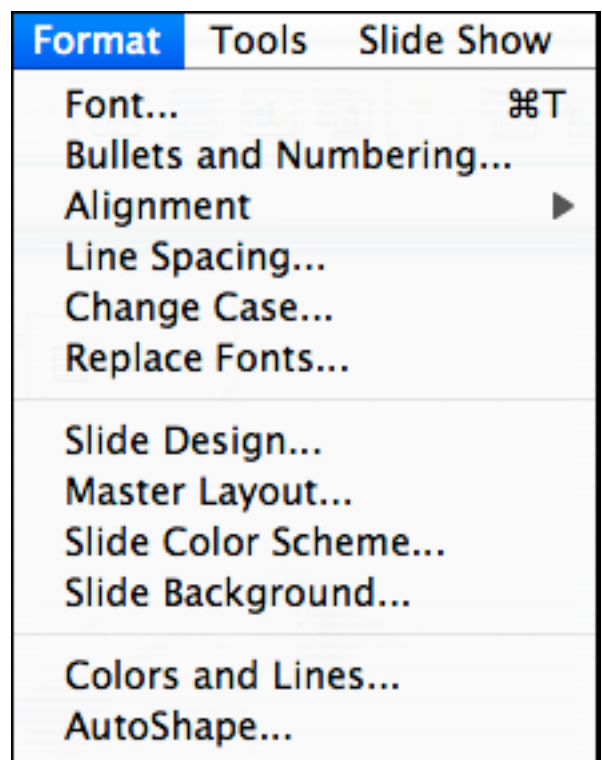 Format Tools Slide Show
Font... ⌘T
Bullets and Numbering...
Alignment ▶
Line Spacing...
Change Case...
Replace Fonts...
Slide Design...
Master Layout...
Slide Color Scheme...
Slide Background...
Colors and Lines...
AutoShape...